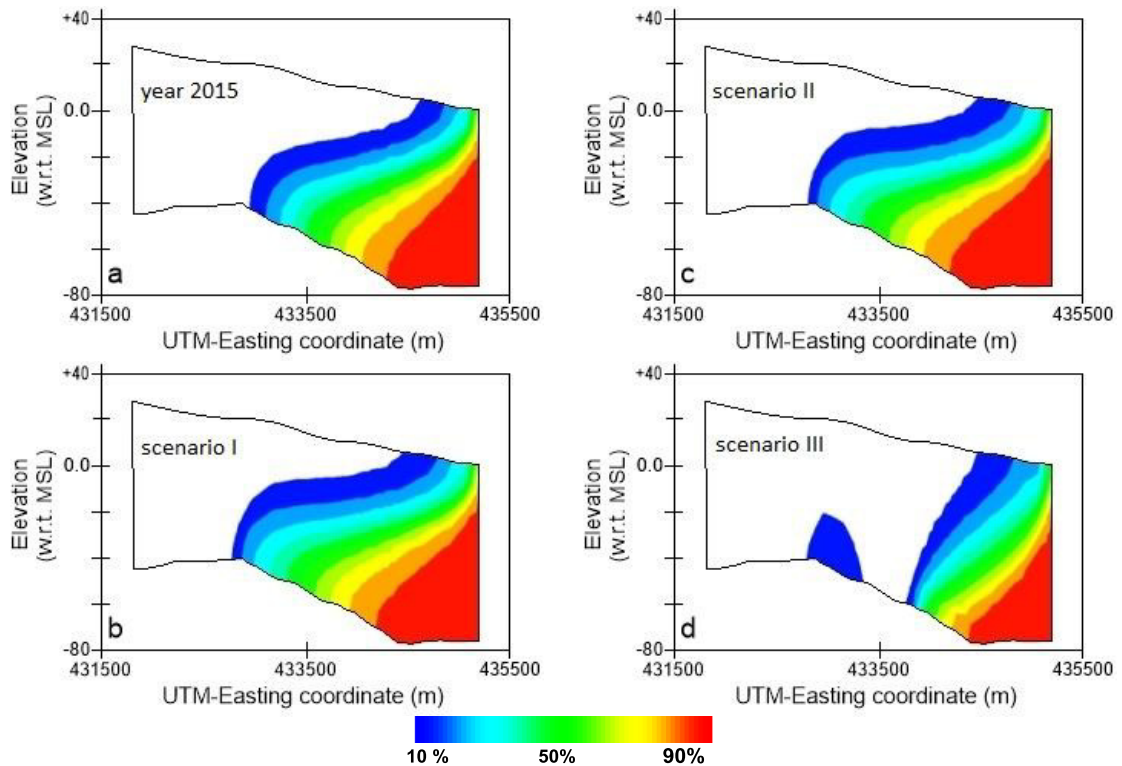 +40
year 2015
0.0
Elevation
(w.r.t. MSL)
a
-80
431500
433500
435500
UTM-Easting coordinate (m)
+40
scenario II
0.0
Elevation
(w.r.t. MSL)
c
-80
431500
433500
435500
UTM-Easting coordinate (m)
+40
scenario I
0.0
Elevation
(w.r.t. MSL)
b
-80
431500
433500
435500
UTM-Easting coordinate (m)
+40
scenario III
0.0
Elevation
(w.r.t. MSL)
d
-80
431500
433500
435500
UTM-Easting coordinate (m)
10 % 50% 90%